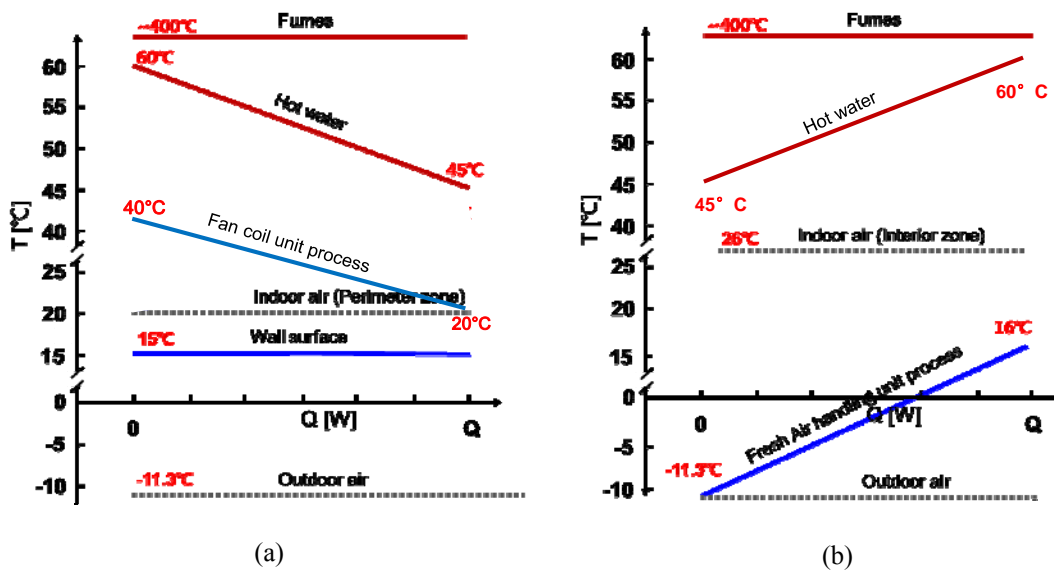 Fumes
~400℃
60℃
60
Hot water
55
50
45℃
45
T [℃]
40℃
40
Fan coil unit process
25
Indoor air (Perimeter zone)
20
20℃
15℃
Wall surface
15
0
0
Q [W]
Q
-5
-11.3℃
Outdoor air
-10
(a)
Fumes
~400℃
60
60° C
55
Hot water
50
45
45° C
T [℃]
40
26℃
Indoor air (Interior zone)
25
20
16℃
15
Fresh Air handling unit process
0
0
Q [W]
Q
-5
-11.3℃
Outdoor air
-10
(b)